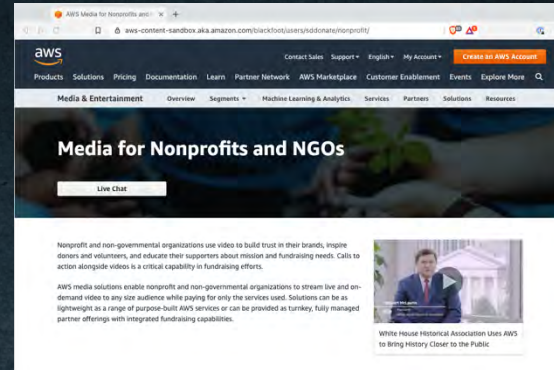 AWS Media for Nonprofits and
aws-content-sandbox.aka.amazon.com/blackfoot/users/sddonate/nonprofit/
aws
Contact Sales Support English My Account Create an AWS Account
Products Solutions Pricing Documentation Learn Partner Network AWS Marketplace Customer Enablement Events Explore More
Media & Entertainment Overview Segments Machine Learning & Analytics Services Partners Solutions Resources
Media for Nonprofits and NGOs
Live Chat
Nonprofit and non-governmental organizations use video to build trust in their brands, inspire
donors and volunteers, and educate their supporters about mission and fundraising needs. Calls to
action alongside videos is a critical capability in fundraising efforts.
AWS media solutions enable nonprofit and non-governmental organizations to stream live and on-
demand video to any size audience while paying for only the services used. Solutions can be as
lightweight as a range of purpose-built AWS services or can be provided as turnkey, fully managed
partner offerings with integrated fundraising capabilities.
White House Historical Association Uses AWS
to Bring History Closer to the Public